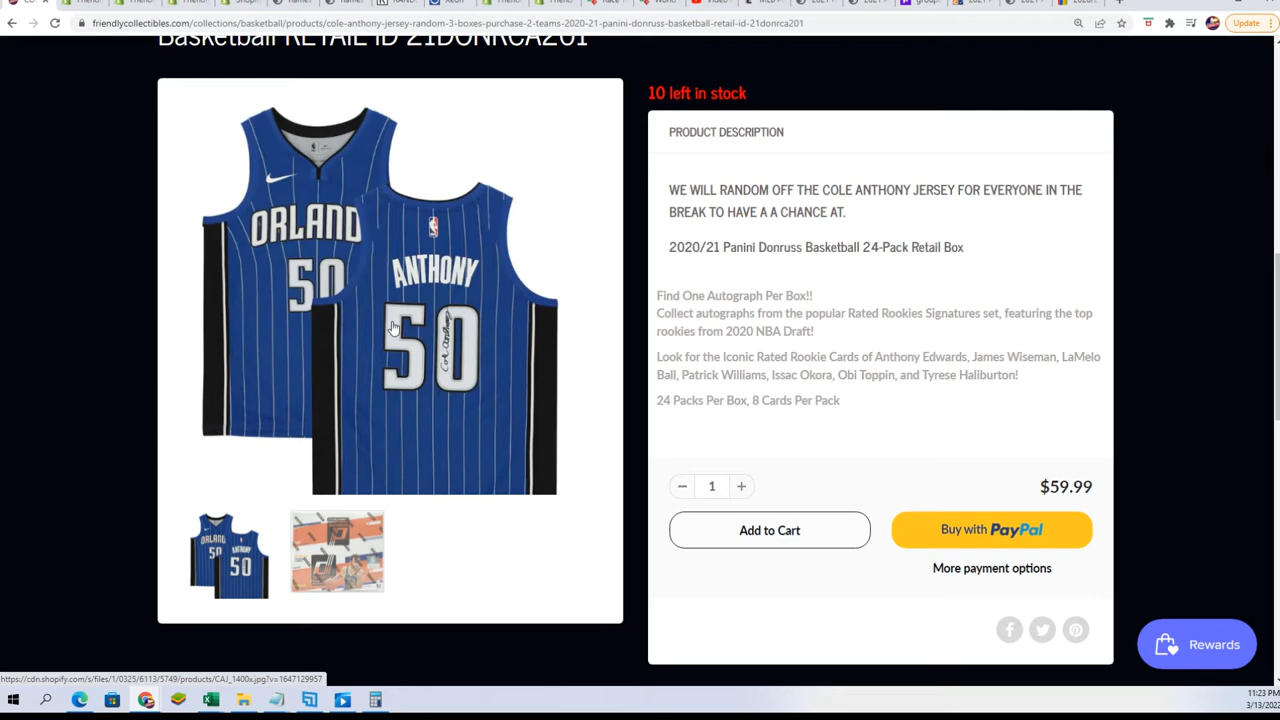 friendlycollectibles.com/collections/basketball/products/cole-anthony-jersey-random-3-boxes-purchase-2-teams-2020-21-panini-donruss-basketball-retail-id-21donrca201
Update
Basketball RETAIL ID 21DONRCA201
10 left in stock
PRODUCT DESCRIPTION
WE WILL RANDOM OFF THE COLE ANTHONY JERSEY FOR EVERYONE IN THE
BREAK TO HAVE A A CHANCE AT.
2020/21 Panini Donruss Basketball 24-Pack Retail Box
Find One Autograph Per Box!!
Collect autographs from the popular Rated Rookies Signatures set, featuring the top
rookies from 2020 NBA Draft!
Look for the Iconic Rated Rookie Cards of Anthony Edwards, James Wiseman, LaMelo
Ball, Patrick Williams, Issac Okora, Obi Toppin, and Tyrese Haliburton!
24 Packs Per Box, 8 Cards Per Pack
ORLAND
50
ANTHONY
50
ORLAND
50
ANTHONY
50
1
$59.99
Add to Cart
Buy with PayPal
More payment options
Rewards
https://cdn.shopify.com/s/files/1/0325/6113/5749/products/CAJ_1400x.jpg?v=1647129957
11:23 PM